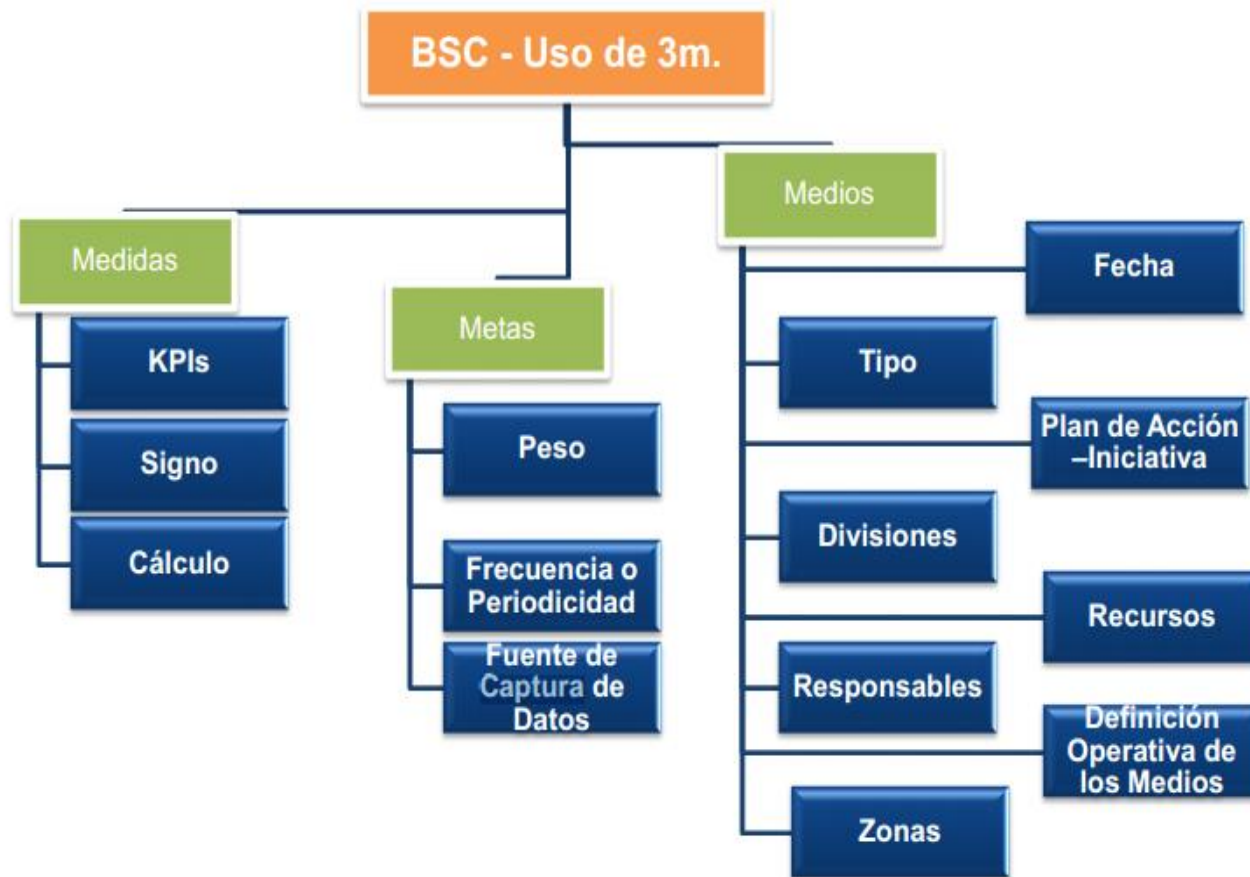 BSC - Uso de 3m.
Medidas
KPIs
Signo
Cálculo
Metas
Peso
Frecuencia o
Periodicidad
Fuente de
Captura de
Datos
Medios
Fecha
Tipo
Plan de Acción
–Iniciativa
Divisiones
Recursos
Responsables
Definición
Operativa de
los Medios
Zonas